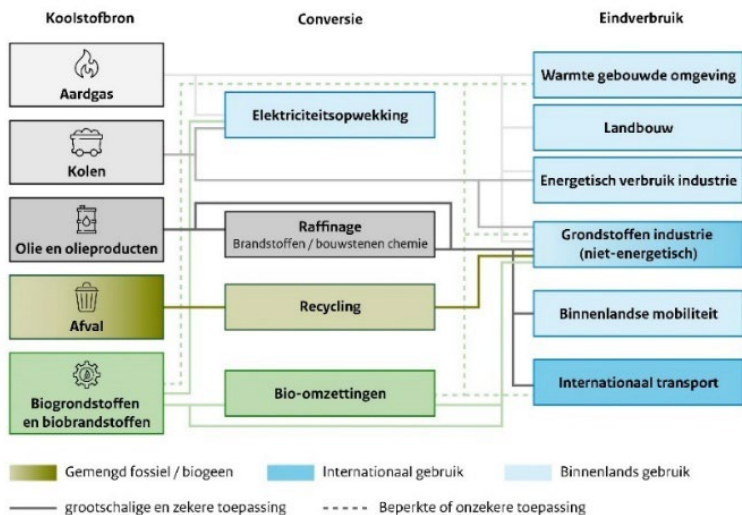 Koolstofbron
Conversie
Eindverbruik
Aardgas
Kolen
Olie en olieproducten
Afval
Biogrondstoffen
en biobrandstoffen
Elektriciteitsopwekking
Raffinage
Brandstoffen / bouwstenen chemie
Recycling
Bio-omzettingen
Warmte gebouwde omgeving
Landbouw
Energetisch verbruik industrie
Grondstoffen industrie
(niet-energetisch)
Binnenlandse mobiliteit
Internationaal transport
Gemengd fossiel / biogeen
Internationaal gebruik
Binnenlands gebruik
grootschalige en zekere toepassing
Beperkte of onzekere toepassing